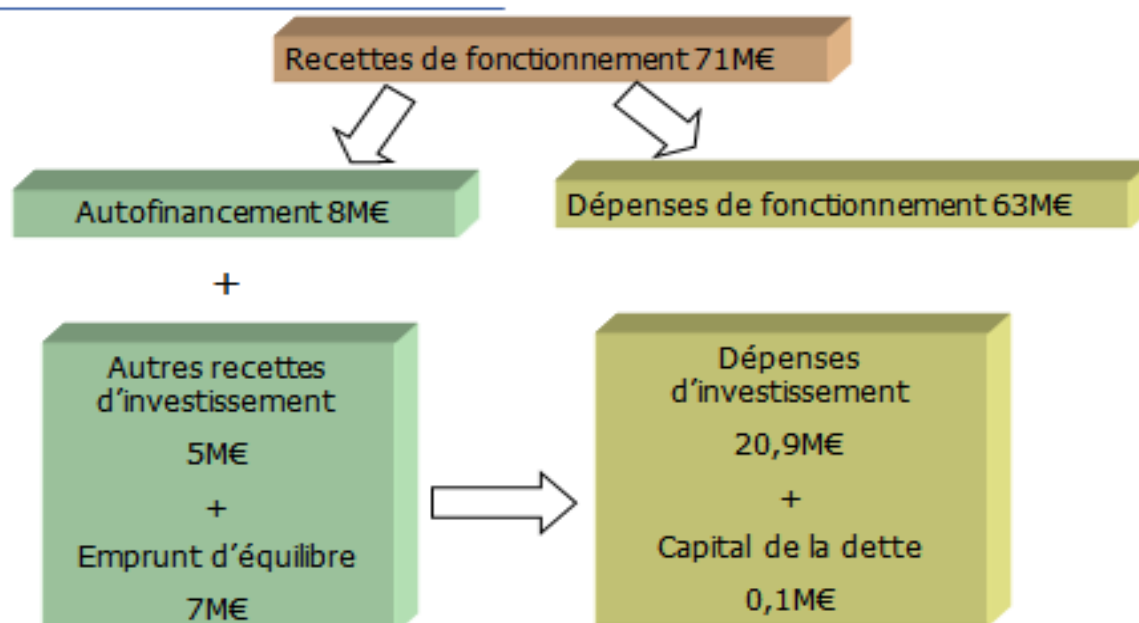 Recettes de fonctionnement 71M€
Autofinancement 8M€
Dépenses de fonctionnement 63M€
+
Autres recettes
d'investissement
5M€
+
Emprunt d'équilibre
7M€
Dépenses
d'investissement
20,9M€
+
Capital de la dette
0,1M€